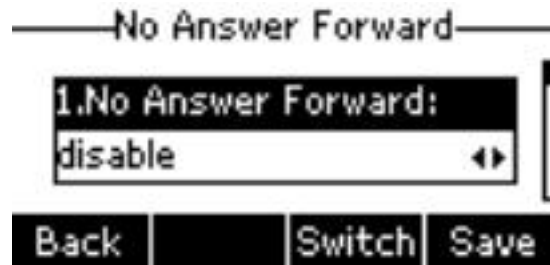 No Answer Forward
1.No Answer Forward:
disable
Back Switch Save